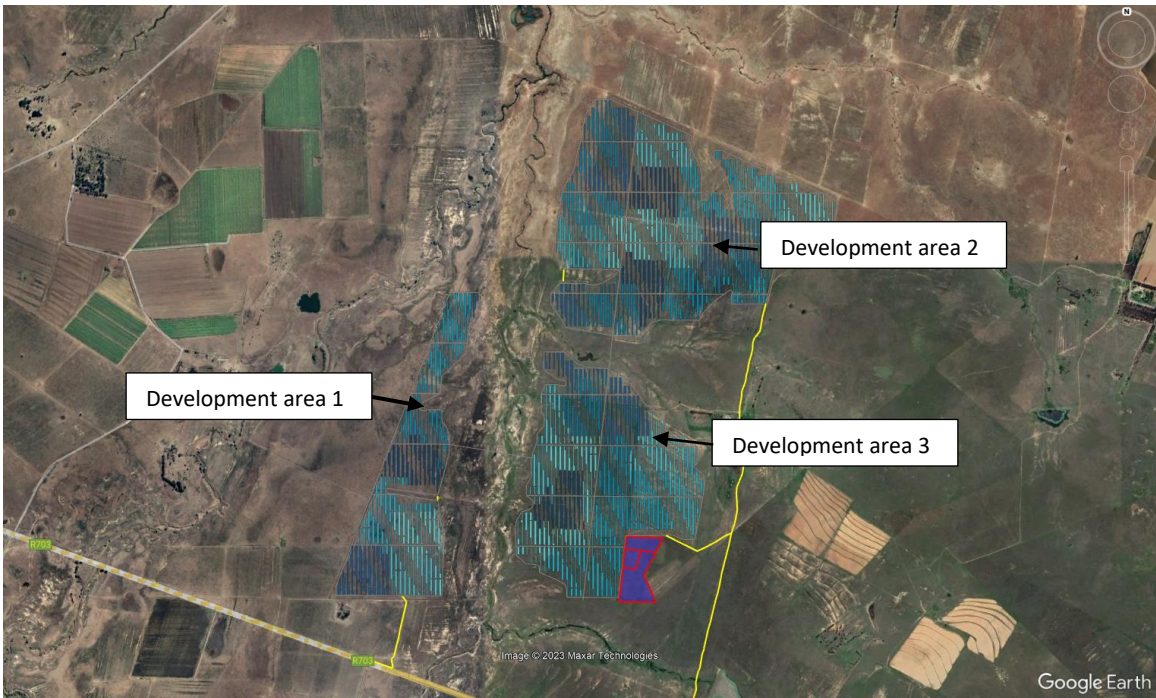 N
Development area 2
Development area 1
Development area 3
R703
R703
Image © 2023 Maxar Technologies
Google Earth